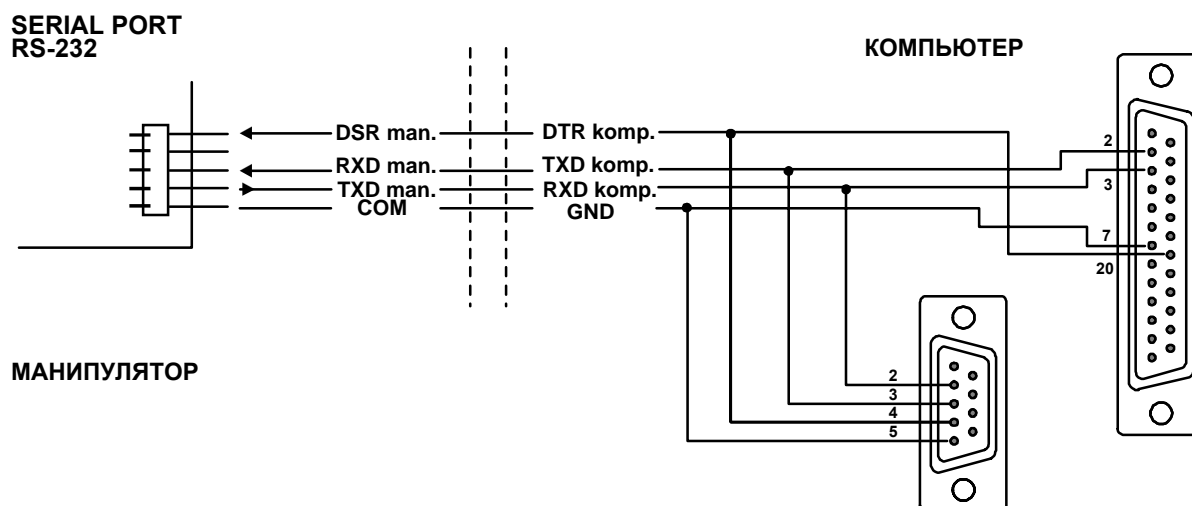 SERIAL PORT
RS-232
КОМПЬЮТЕР
DSR man.
DTR komp.
RXD man.
TXD komp.
TXD man.
RXD komp.
COM
GND
2
3
7
20
МАНИПУЛЯТОР
2
3
4
5